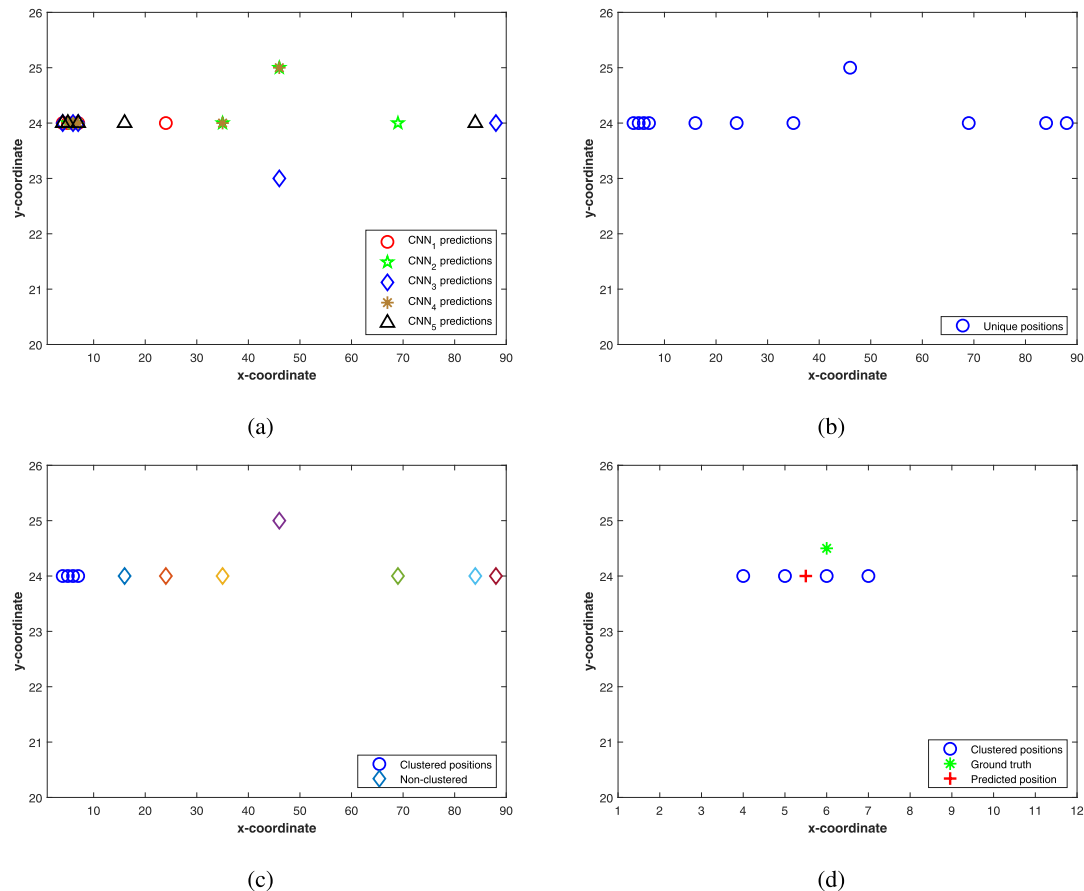 26
25
24
23
22
21
20
y-coordinate
CNN1 predictions
CNN2 predictions
CNN3 predictions
CNN4 predictions
CNN5 predictions
10 20 30 40 50 60 70 80 90
x-coordinate
(a)
26
25
24
23
22
21
20
y-coordinate
Unique positions
10 20 30 40 50 60 70 80 90
x-coordinate
(b)
26
25
24
23
22
21
20
y-coordinate
Clustered positions
Non-clustered
10 20 30 40 50 60 70 80 90
x-coordinate
(c)
26
25
24
23
22
21
20
y-coordinate
Clustered positions
Ground truth
Predicted position
1 2 3 4 5 6 7 8 9 10 11 12
x-coordinate
(d)